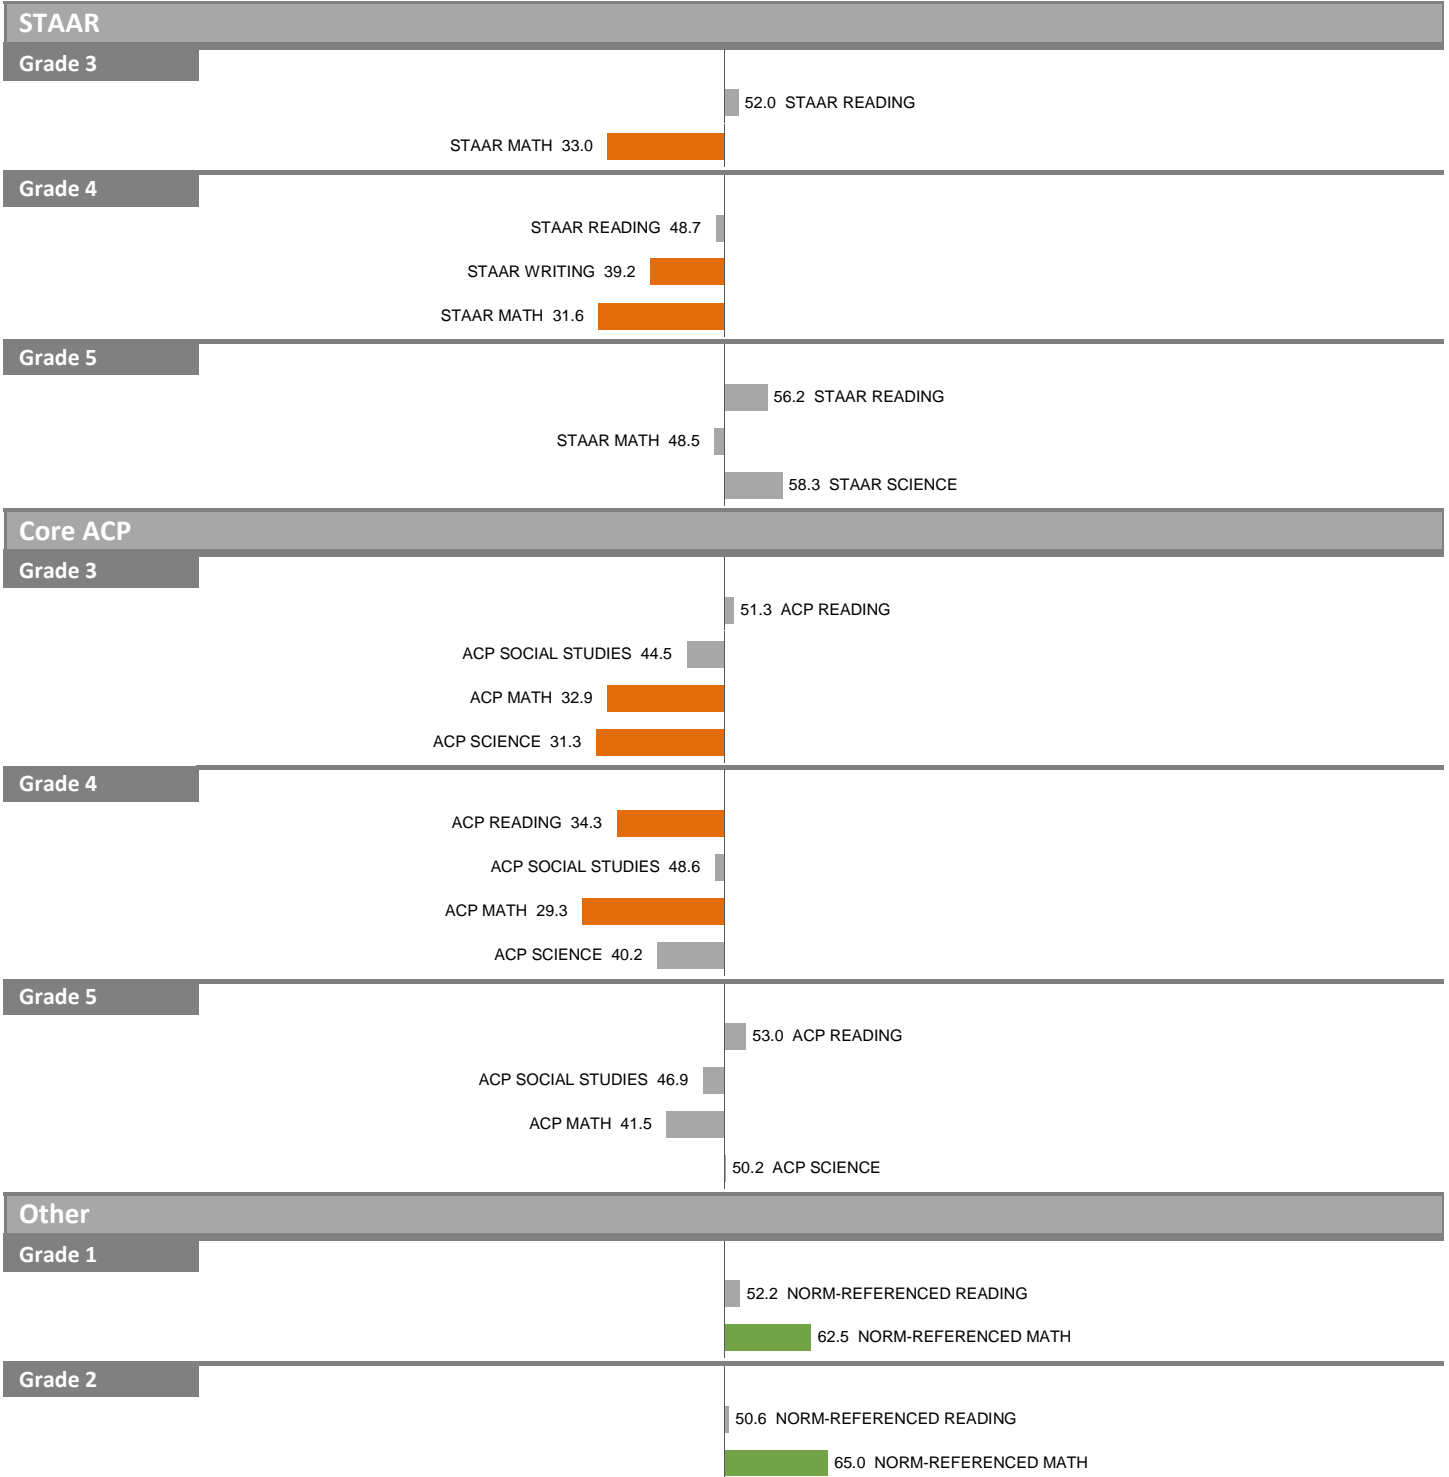 STAAR
Grade 3
52.0 STAAR READING
STAAR MATH 33.0
Grade 4
STAAR READING 48.7
STAAR WRITING 39.2
STAAR MATH 31.6
Grade 5
56.2 STAAR READING
STAAR MATH 48.5
58.3 STAAR SCIENCE
Core ACP
Grade 3
51.3 ACP READING
ACP SOCIAL STUDIES 44.5
ACP MATH 32.9
ACP SCIENCE 31.3
Grade 4
ACP READING 34.3
ACP SOCIAL STUDIES 48.6
ACP MATH 29.3
ACP SCIENCE 40.2
Grade 5
53.0 ACP READING
ACP SOCIAL STUDIES 46.9
ACP MATH 41.5
50.2 ACP SCIENCE
Other
Grade 1
52.2 NORM-REFERENCED READING
62.5 NORM-REFERENCED MATH
Grade 2
50.6 NORM-REFERENCED READING
65.0 NORM-REFERENCED MATH